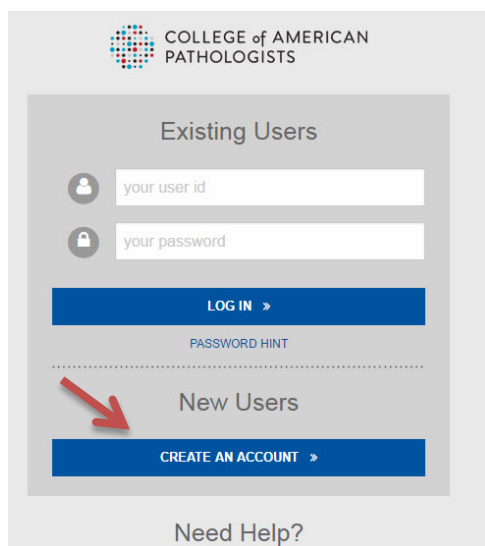 COLLEGE of AMERICAN
PATHOLOGISTS
Existing Users
your user id
your password
LOG IN »
PASSWORD HINT
New Users
CREATE AN ACCOUNT »
Need Help?